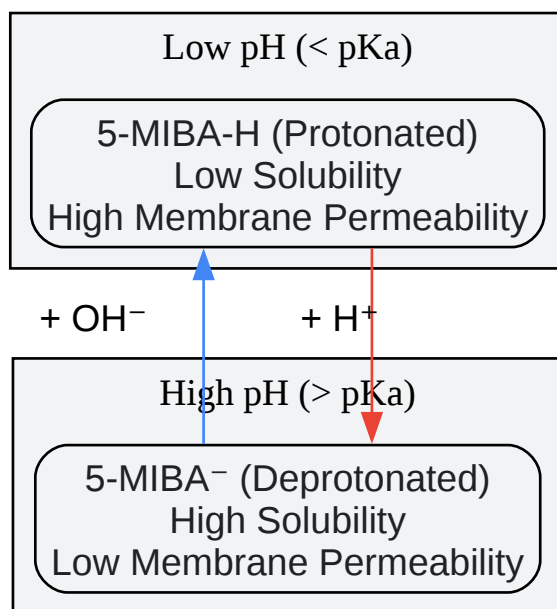 Low pH (< pKa)
5-MIBA-H (Protonated)
Low Solubility
High Membrane Permeability
+ OH⁻
+ H⁺
High pH (> pKa)
5-MIBA⁻ (Deprotonated)
High Solubility
Low Membrane Permeability